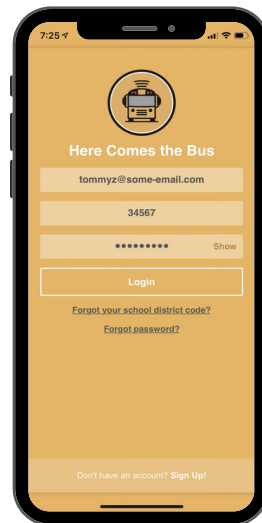 7:25
Here Comes the Bus
tommyz@some-email.com
34567
••••••••• Show
Login
Forgot your school district code?
Forgot password?
Don't have an account? Sign Up!